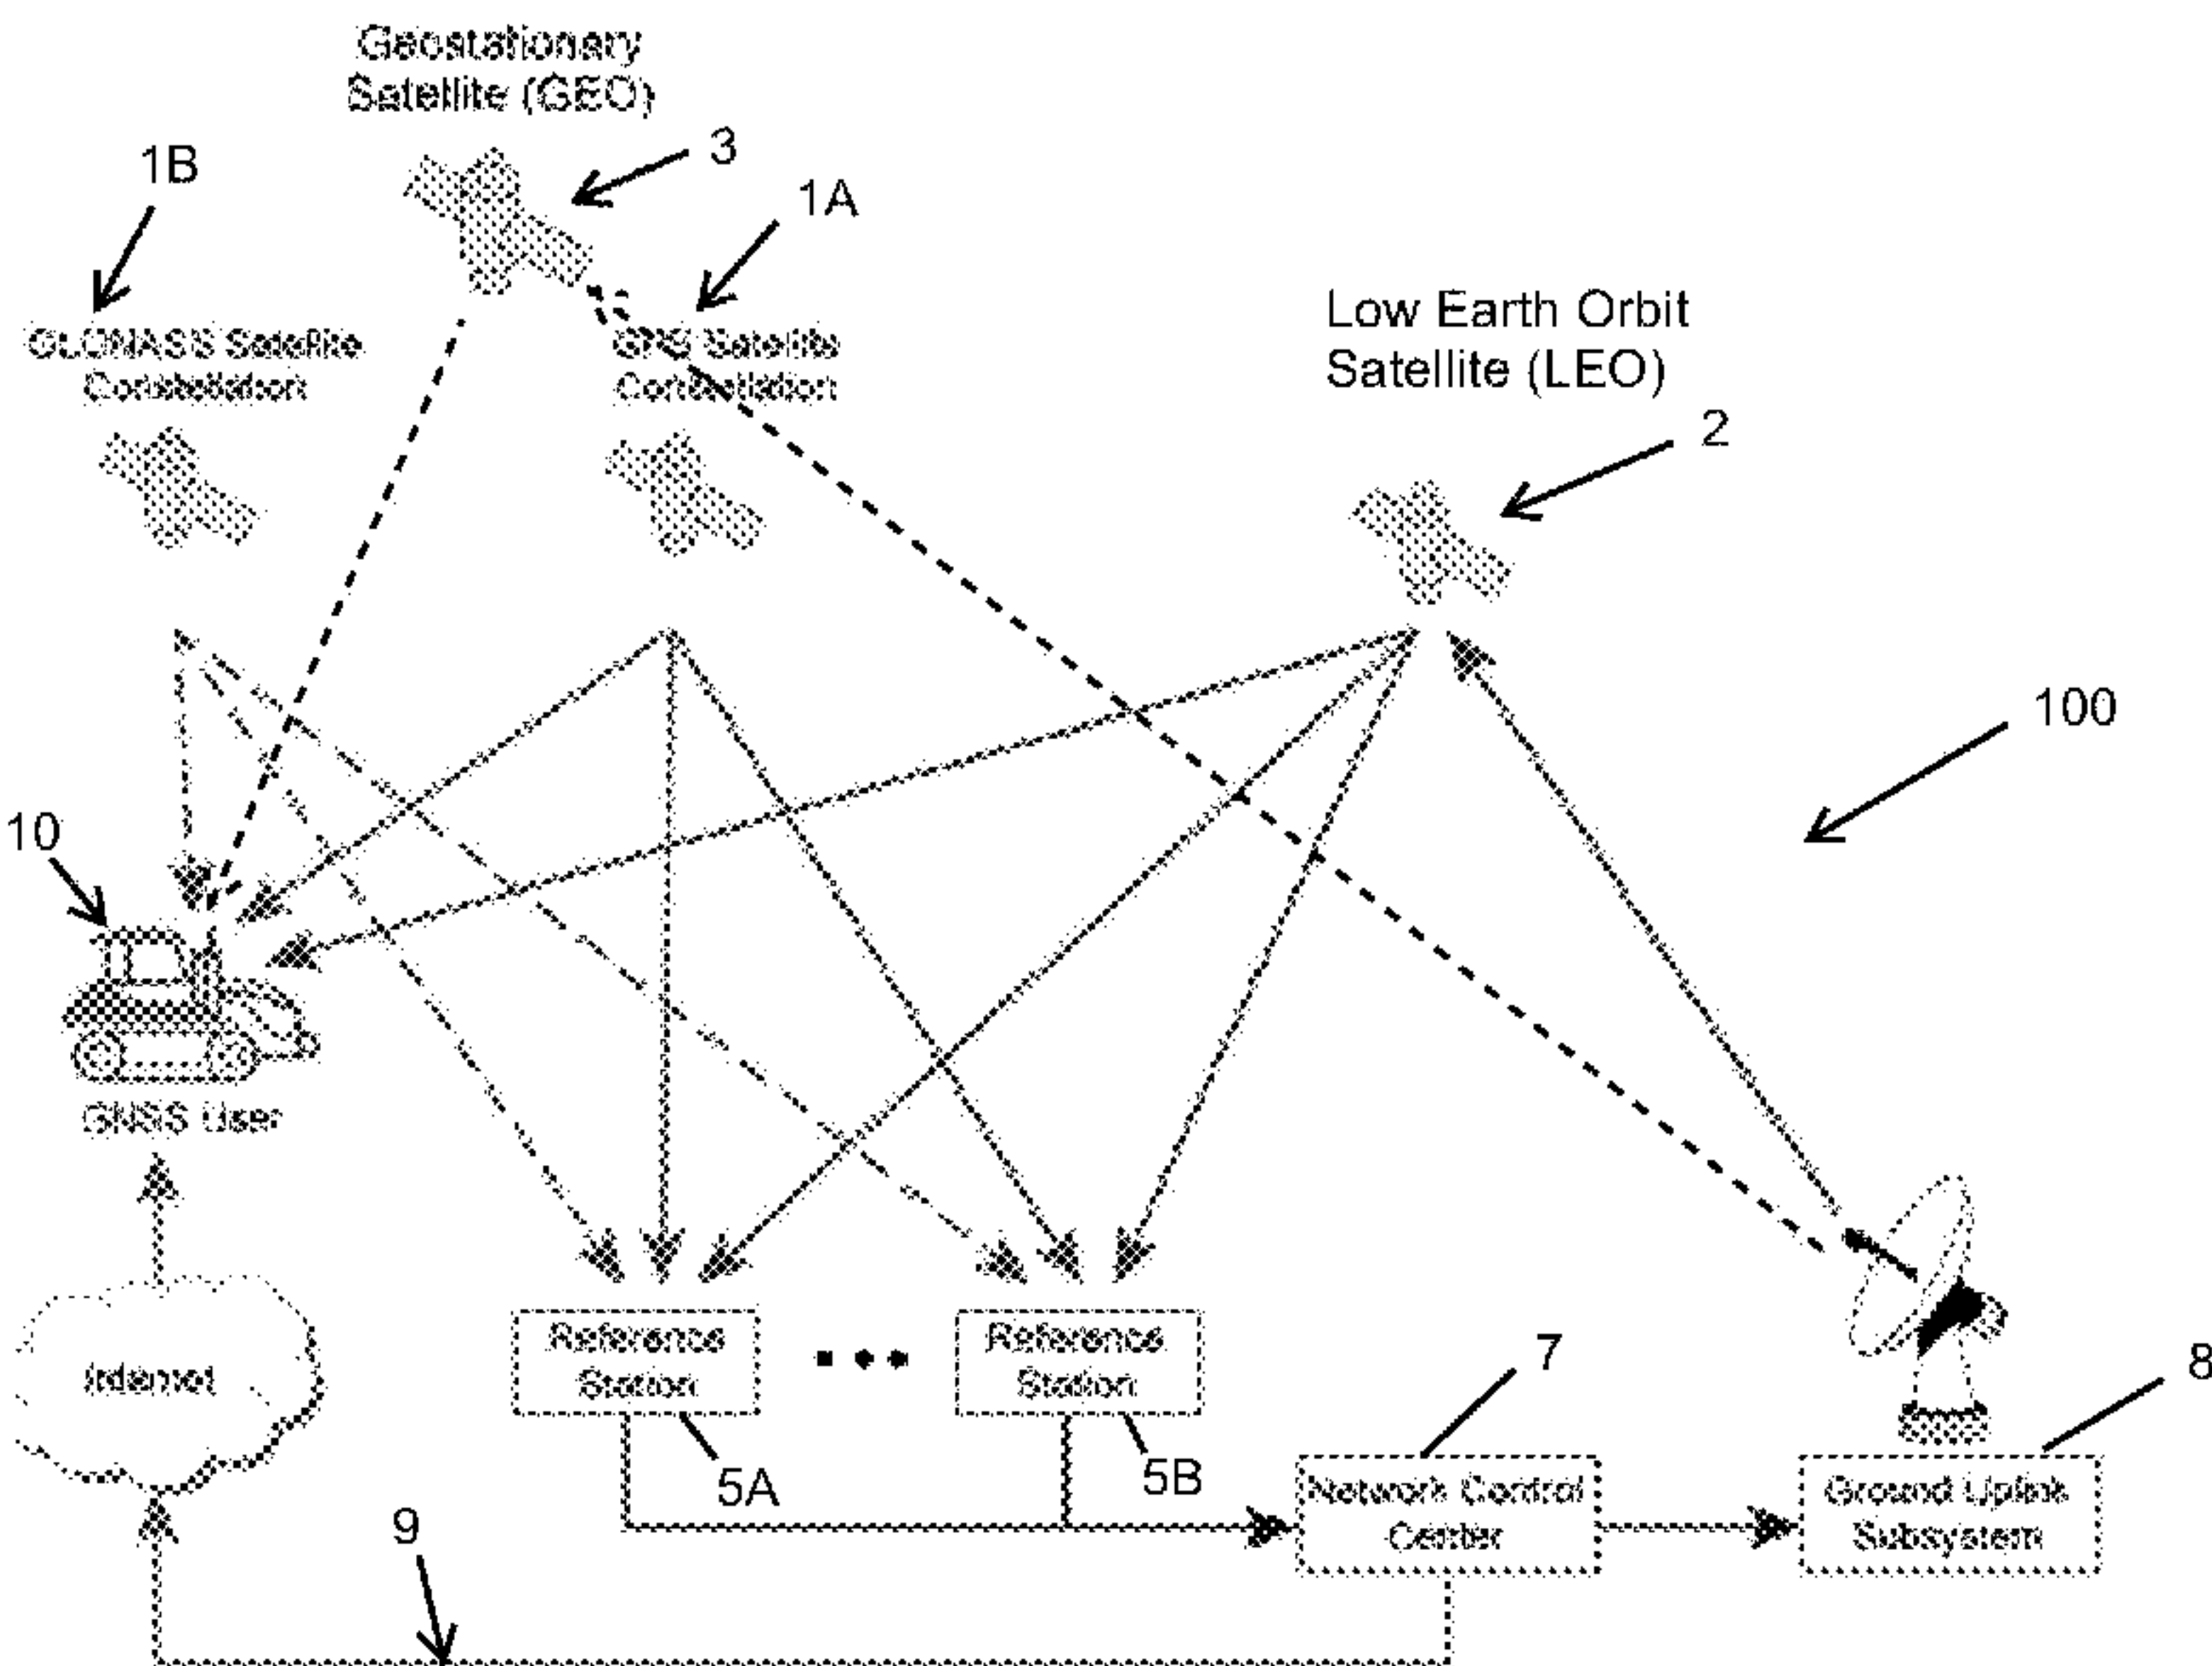 Geostationary
Satellite (GEO)
3
1B
1A
GLONASS Satellite
Constellation
GPS Satellite
Constellation
Low Earth Orbit
Satellite (LEO)
2
100
10
GNSS User
Internet
Reference
Station
Reference
Station
5A
5B
7
8
Network Control
Center
Ground Uplink
Subsystem
9